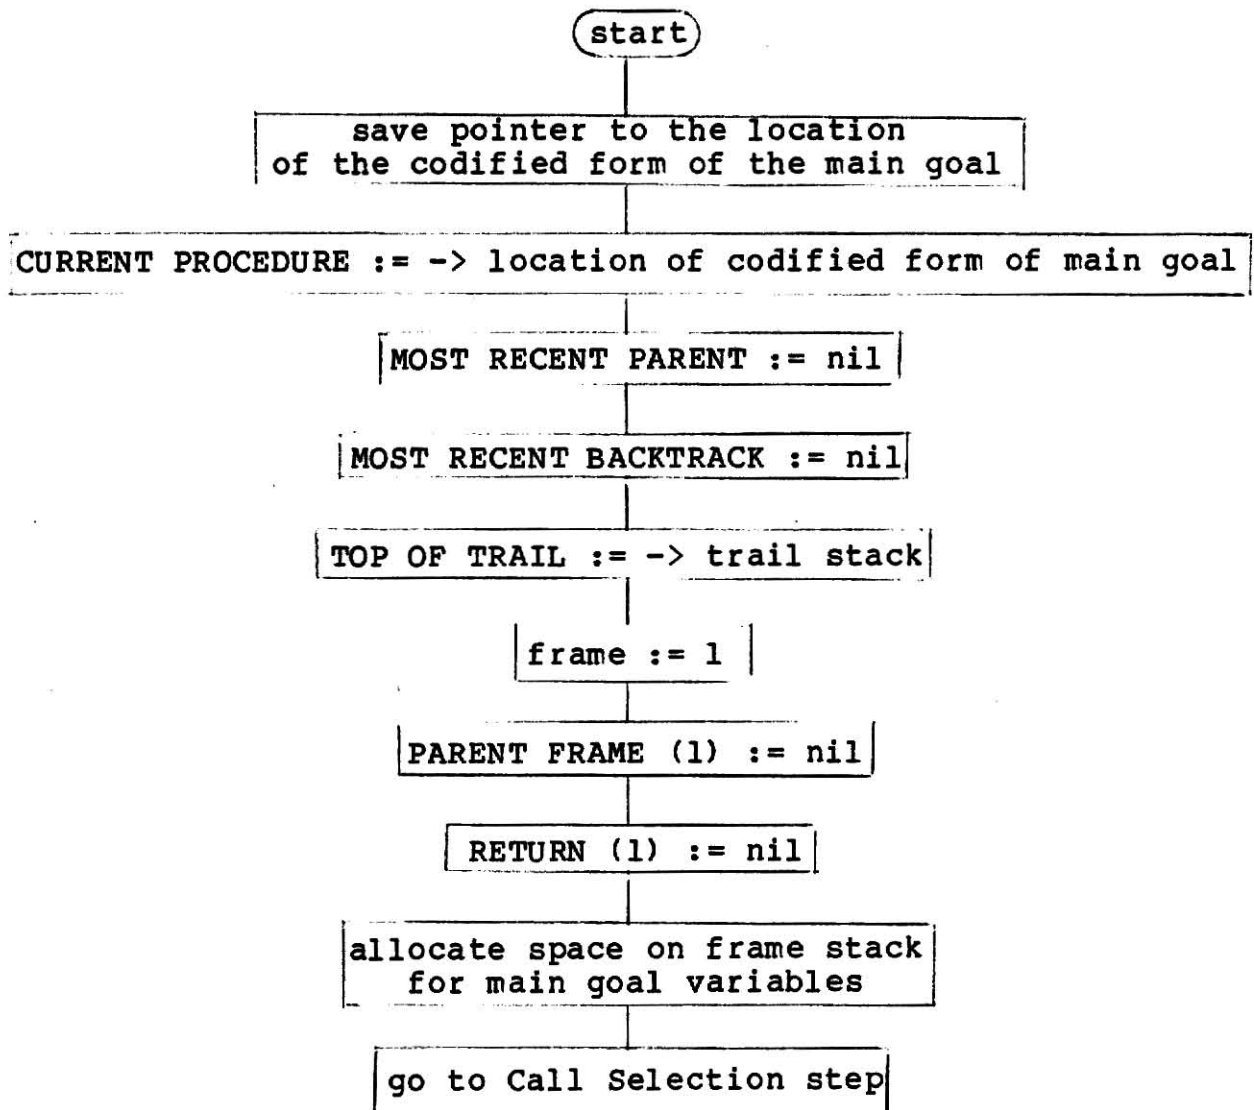 start
save pointer to the location
of the codified form of the main goal
CURRENT PROCEDURE := -> location of codified form of main goal
MOST RECENT PARENT := nil
MOST RECENT BACKTRACK := nil
TOP OF TRAIL := -> trail stack
frame := 1
PARENT FRAME (1) := nil
RETURN (1) := nil
allocate space on frame stack
for main goal variables
go to Call Selection step